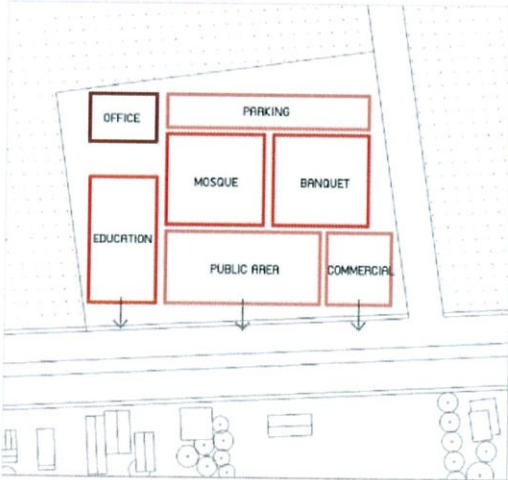 OFFICE
PARKING
MOSQUE
BANQUET
EDUCATION
PUBLIC AREA
COMMERCIAL